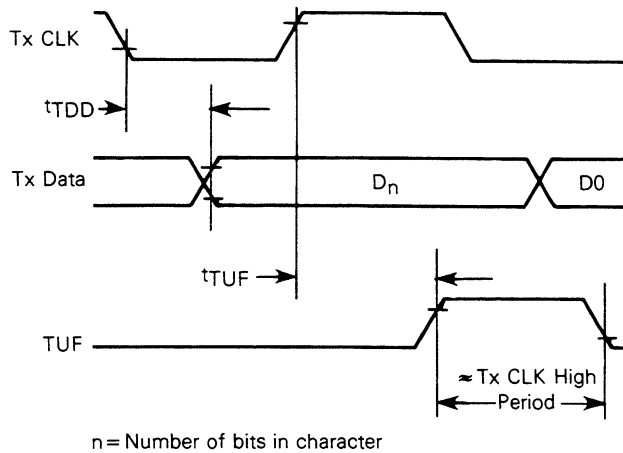 Tx CLK
tTDD
Tx Data
Dn
D0
tTUF
TUF
≈ Tx CLK High
Period
n = Number of bits in character